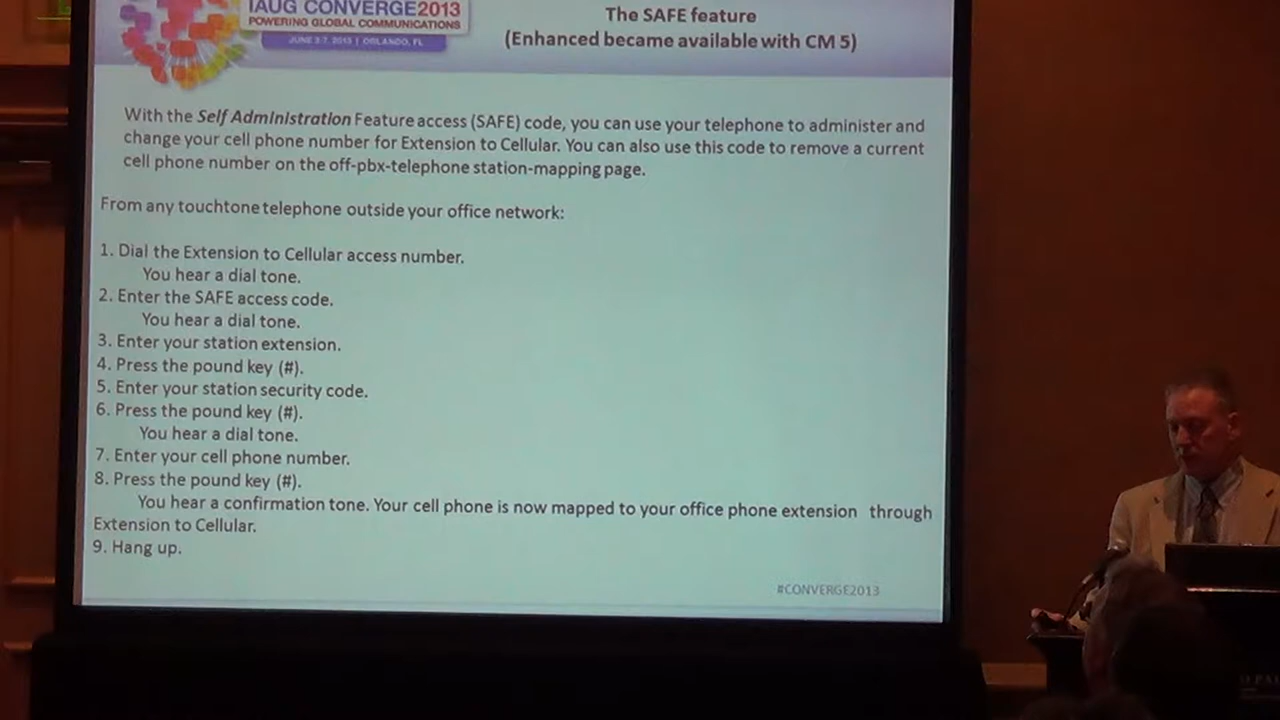 IAUG CONVERGE2013
POWERING GLOBAL COMMUNICATIONS
JUNE 3-7, 2013 | ORLANDO, FL
The SAFE feature
(Enhanced became available with CM 5)
With the Self Administration Feature access (SAFE) code, you can use your telephone to administer and
change your cell phone number for Extension to Cellular. You can also use this code to remove a current
cell phone number on the off-pbx-telephone station-mapping page.
From any touchtone telephone outside your office network:
1. Dial the Extension to Cellular access number.
You hear a dial tone.
2. Enter the SAFE access code.
You hear a dial tone.
3. Enter your station extension.
4. Press the pound key (#).
5. Enter your station security code.
6. Press the pound key (#).
You hear a dial tone.
7. Enter your cell phone number.
8. Press the pound key (#).
You hear a confirmation tone. Your cell phone is now mapped to your office phone extension through
Extension to Cellular.
9. Hang up.
#CONVERGE2013